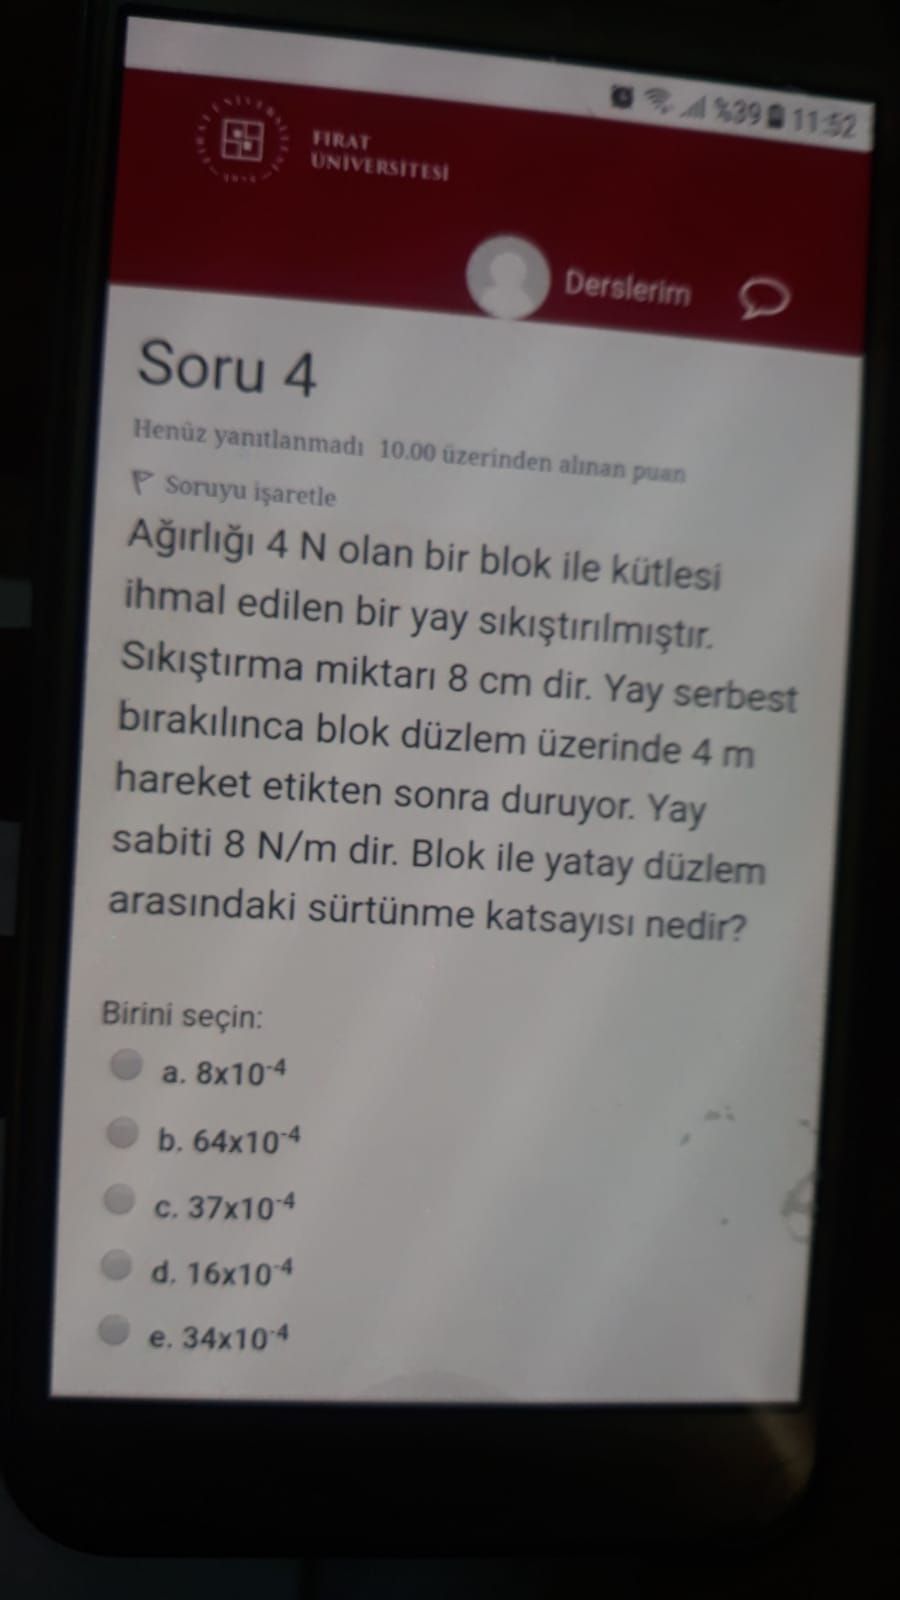 %39 11:52
FIRAT
ÜNİVERSİTESİ
Derslerim
Soru 4
Henüz yanıtlanmadı 10.00 üzerinden alınan puan
Soruyu işaretle
Ağırlığı 4 N olan bir blok ile kütlesi
ihmal edilen bir yay sıkıştırılmıştır.
Sıkıştırma miktarı 8 cm dir. Yay serbest
bırakılınca blok düzlem üzerinde 4 m
hareket etikten sonra duruyor. Yay
sabiti 8 N/m dir. Blok ile yatay düzlem
arasındaki sürtünme katsayısı nedir?
Birini seçin:
a. 8x10⁻⁴
b. 64x10⁻⁴
c. 37x10⁻⁴
d. 16x10⁻⁴
e. 34x10⁻⁴